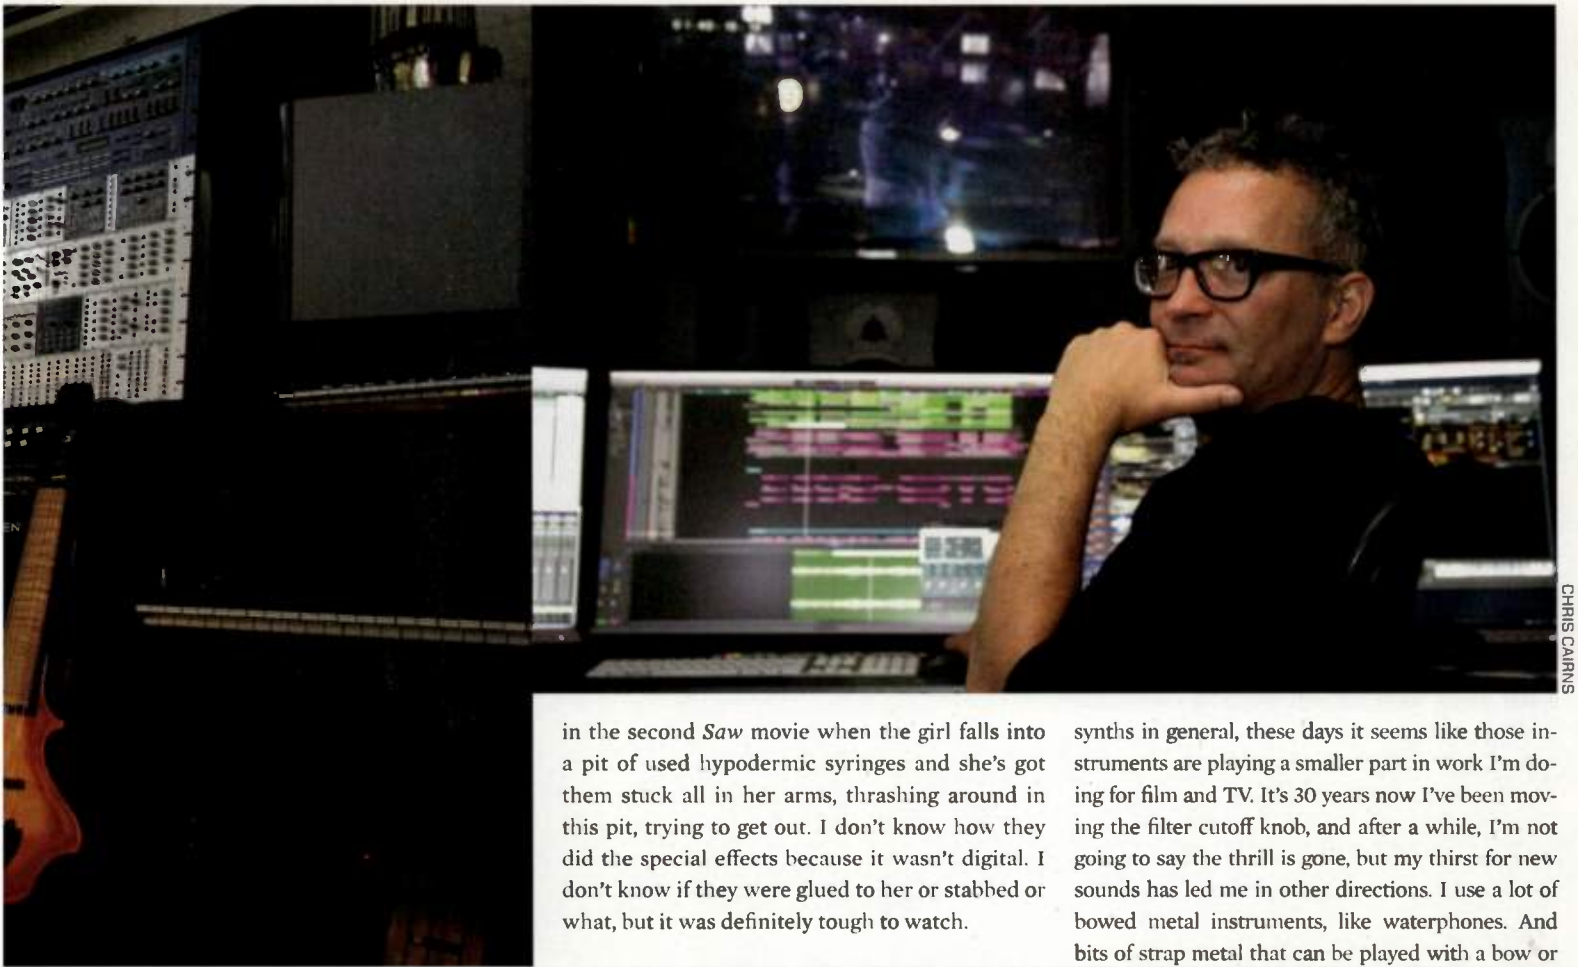 CHRIS CAIRNS
EN
in the second Saw movie when the girl falls into
a pit of used hypodermic syringes and she's got
them stuck all in her arms, thrashing around in
this pit, trying to get out. I don't know how they
did the special effects because it wasn't digital. I
don't know if they were glued to her or stabbed or
what, but it was definitely tough to watch.
synths in general, these days it seems like those in-
struments are playing a smaller part in work I'm do-
ing for film and TV. It's 30 years now I've been mov-
ing the filter cutoff knob, and after a while, I'm not
going to say the thrill is gone, but my thirst for new
sounds has led me in other directions. I use a lot of
bowed metal instruments, like waterphones. And
bits of strap metal that can be played with a bow or